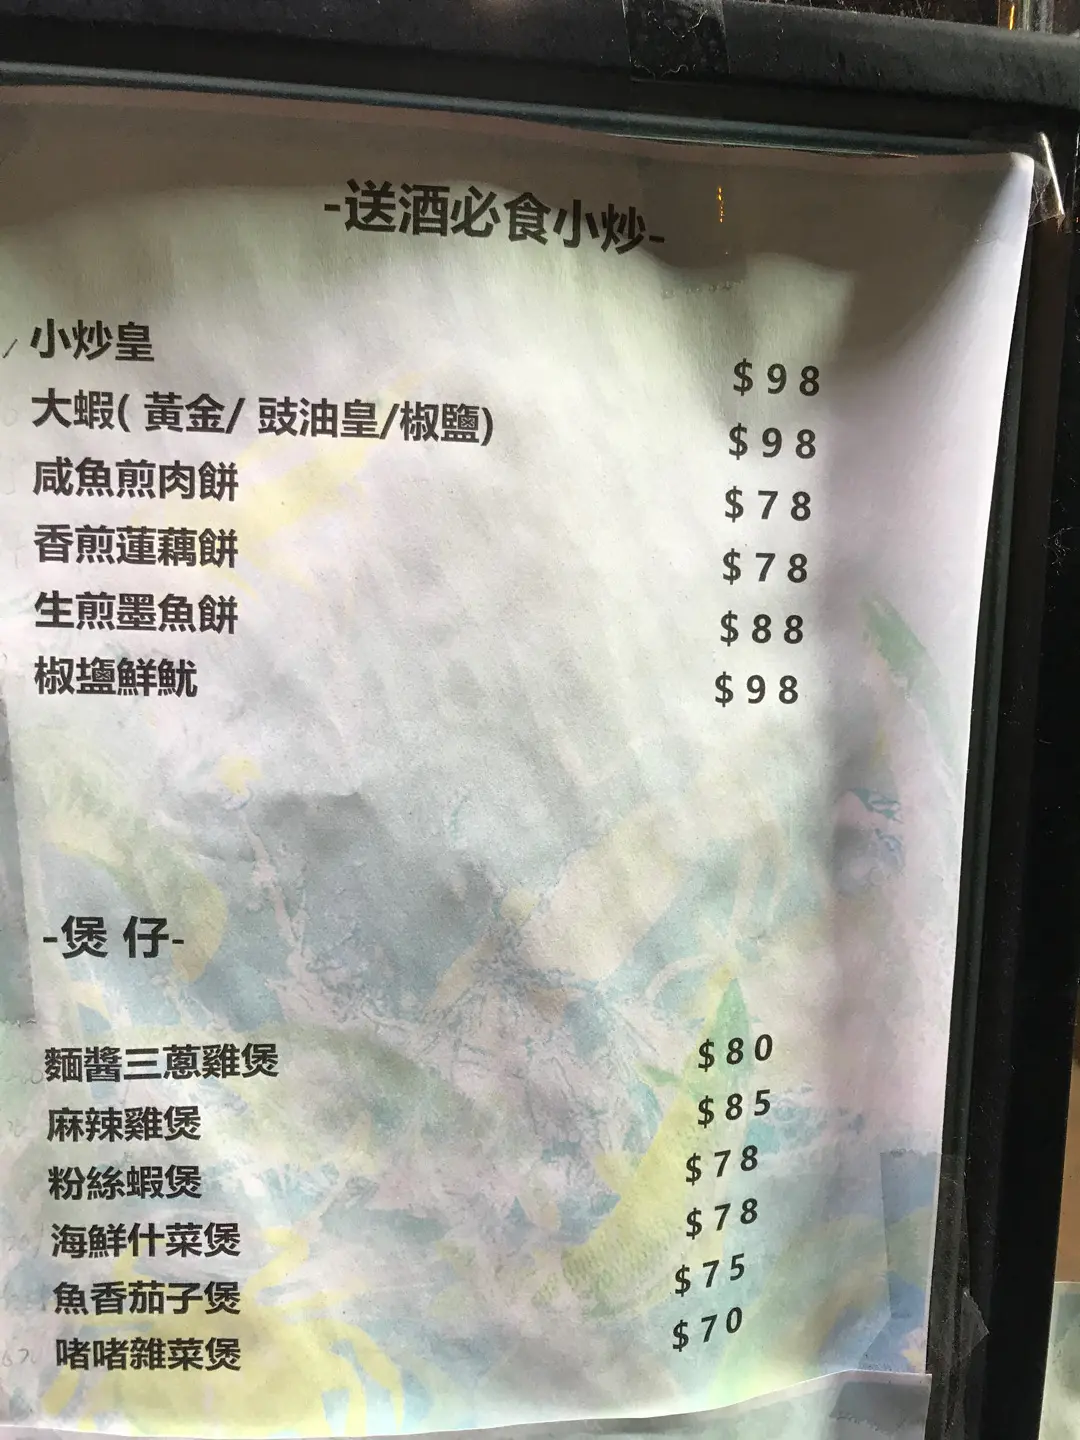 -送酒必食小炒-
小炒皇 $98
大蝦( 黃金/ 豉油皇/椒鹽) $98
咸魚煎肉餅 $78
香煎蓮藕餅 $78
生煎墨魚餅 $88
椒塩鮮魷 $98
-煲 仔-
麵醬三蔥雞煲 $80
麻辣雞煲 $85
粉絲蝦煲 $78
海鮮什菜煲 $78
魚香茄子煲 $75
啫啫雜菜煲 $70